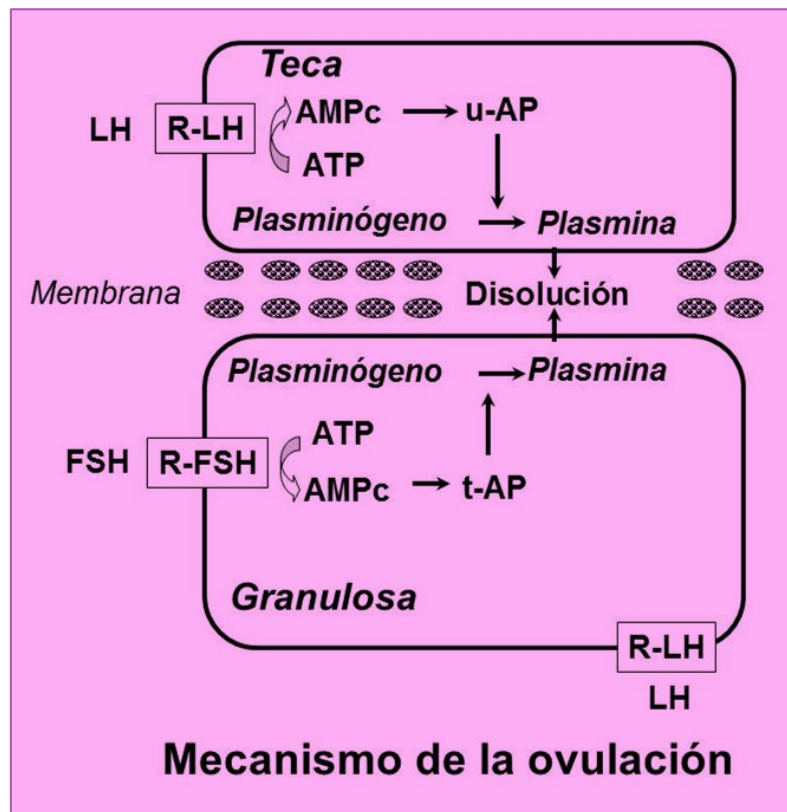 Teca
LH R-LH AMPc u-AP
ATP
Plasminógeno Plasmina
Membrana Disolución
Plasminógeno Plasmina
ATP
FSH R-FSH
AMPc t-AP
Granulosa
R-LH
LH
Mecanismo de la ovulación